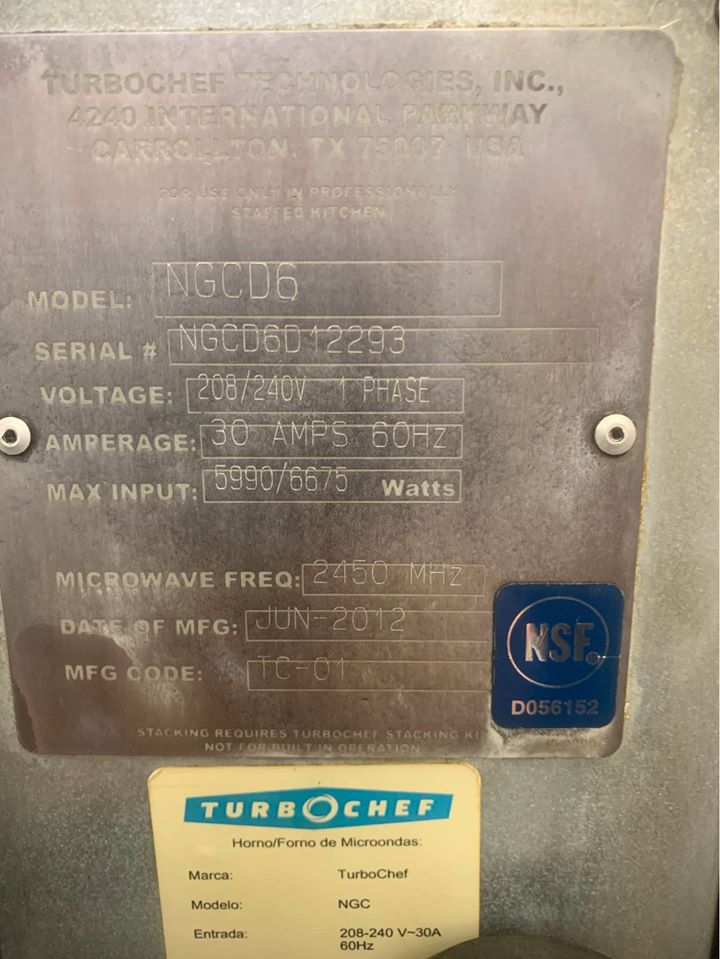 TURBOCHEF TECHNOLOGIES, INC.,
4240 INTERNATIONAL PARKWAY
CARROLLTON, TX 75007 USA
FOR USE ONLY IN PROFESSIONALLY
STAFFED KITCHEN
MODEL: NGCD6
SERIAL # NGCD6D12293
VOLTAGE: 208/240V 1 PHASE
AMPERAGE: 30 AMPS 60Hz
MAX INPUT: 5990/6675 Watts
MICROWAVE FREQ: 2450 MHz
DATE OF MFG: JUN-2012
MFG CODE: TC-01
NSF®
D056152
STACKING REQUIRES TURBOCHEF STACKING KI
NOT FOR BUILT IN OPERATION
TURBOCHEF
Horno/Forno de Microondas:
Marca: TurboChef
Modelo: NGC
Entrada: 208-240 V~30A
60Hz